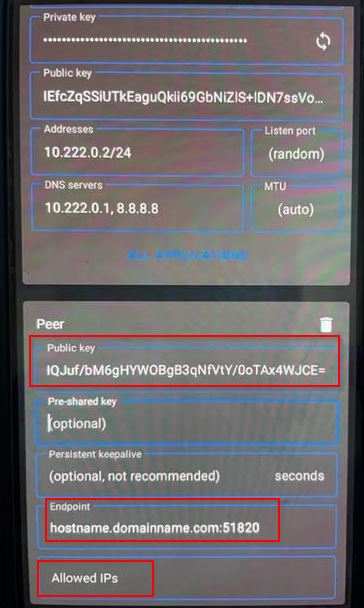 Private key
••••••••••••••••••••••••••••••••••••••••••••
Public key
IEfcZqSSiUTkEaguQkii69GbNiZlS+lDN7ssVo...
Addresses
Listen port
10.222.0.2/24
(random)
DNS servers
MTU
10.222.0.1, 8.8.8.8
(auto)
ALL APPLICATIONS
Peer
Public key
IQJuf/bM6gHYWOBgB3qNfVtY/0oTAx4WJCE=
Pre-shared key
(optional)
Persistent keepalive
(optional, not recommended)
seconds
Endpoint
hostname.domainname.com:51820
Allowed IPs